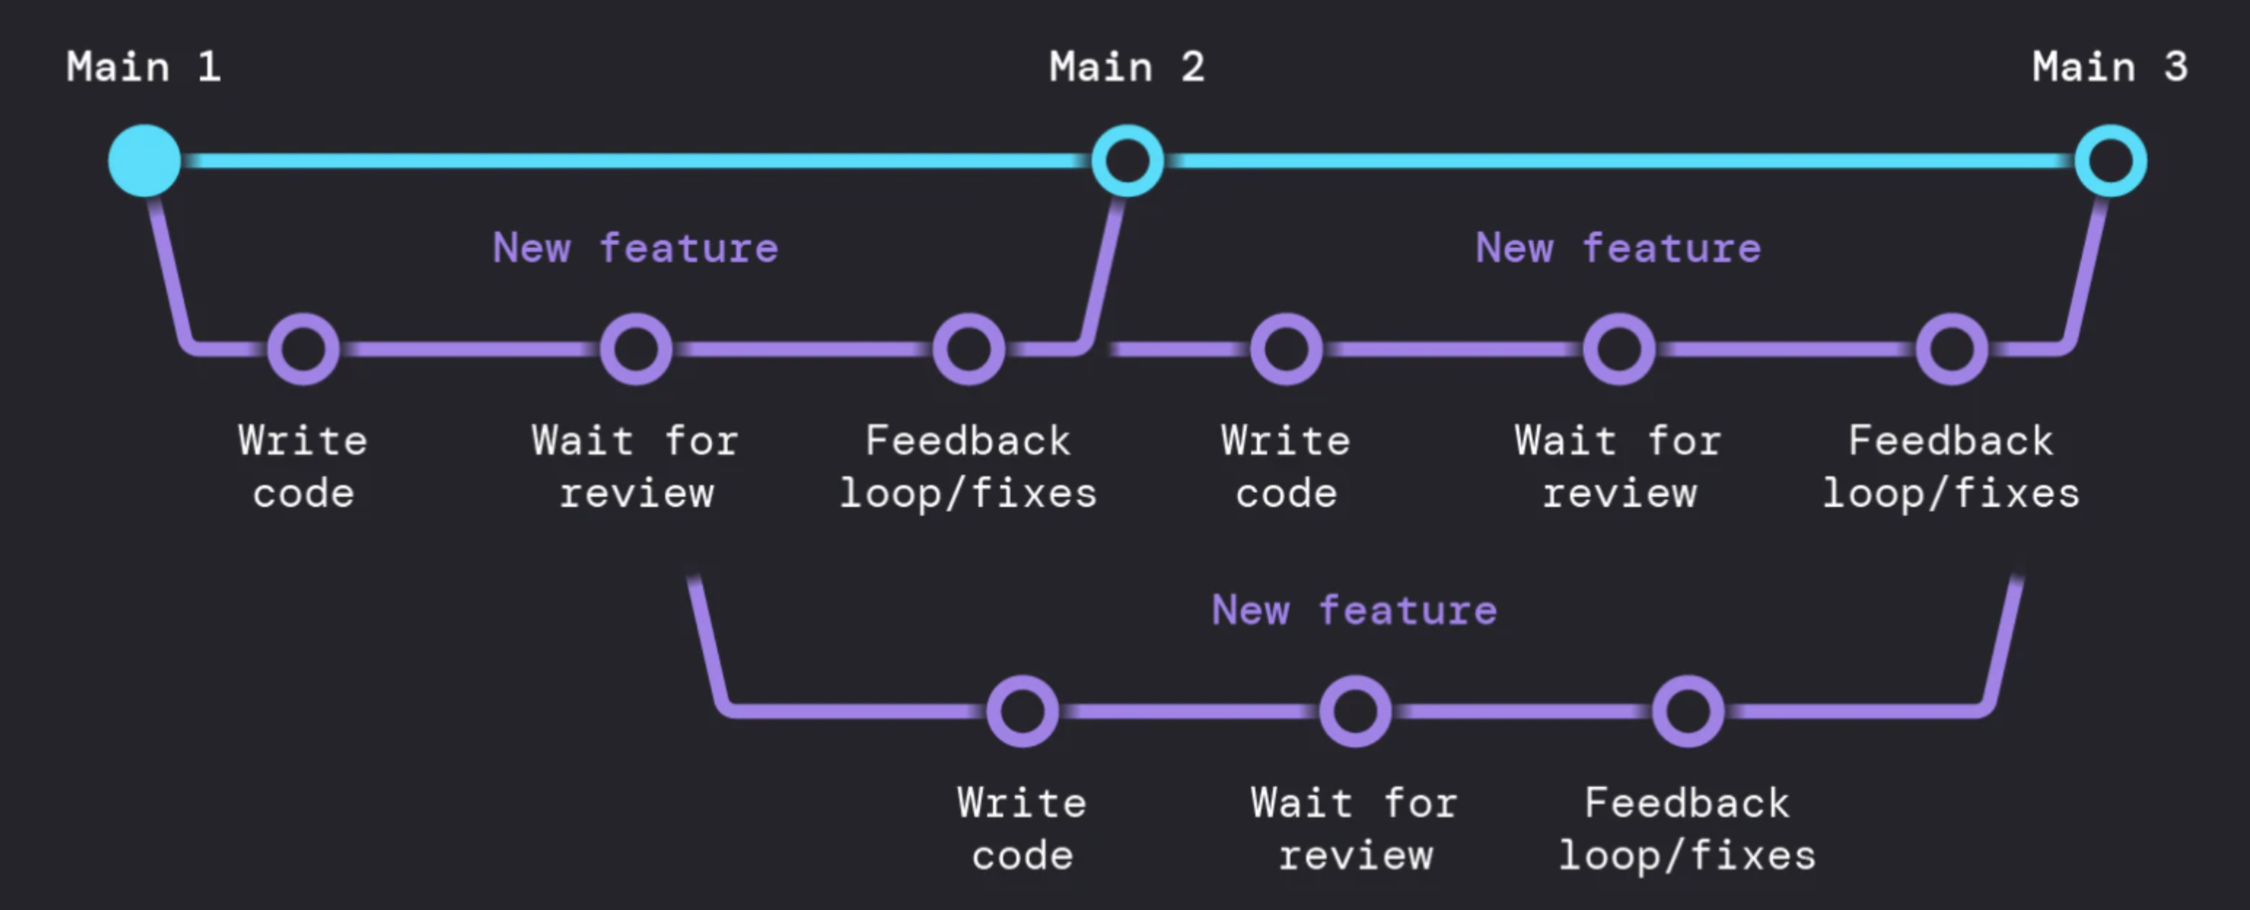 Main 1
Main 2
Main 3
New feature
New feature
Write
code
Wait for
review
Feedback
loop/fixes
Write
code
Wait for
review
Feedback
loop/fixes
New feature
Write
code
Wait for
review
Feedback
loop/fixes